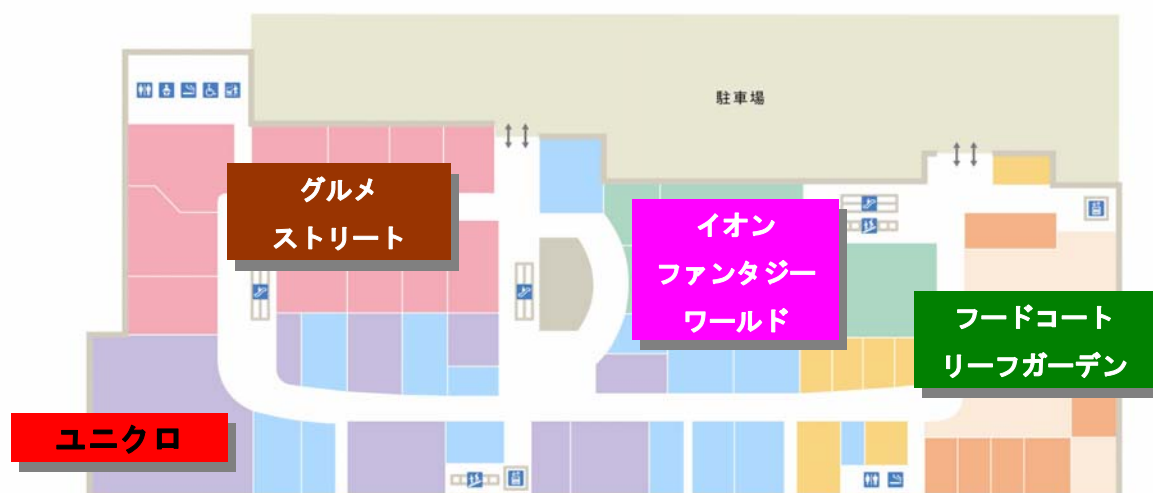 駐車場
グルメ
ストリート
イオン
ファンタジー
ワールド
フードコート
リーフガーデン
ユニクロ